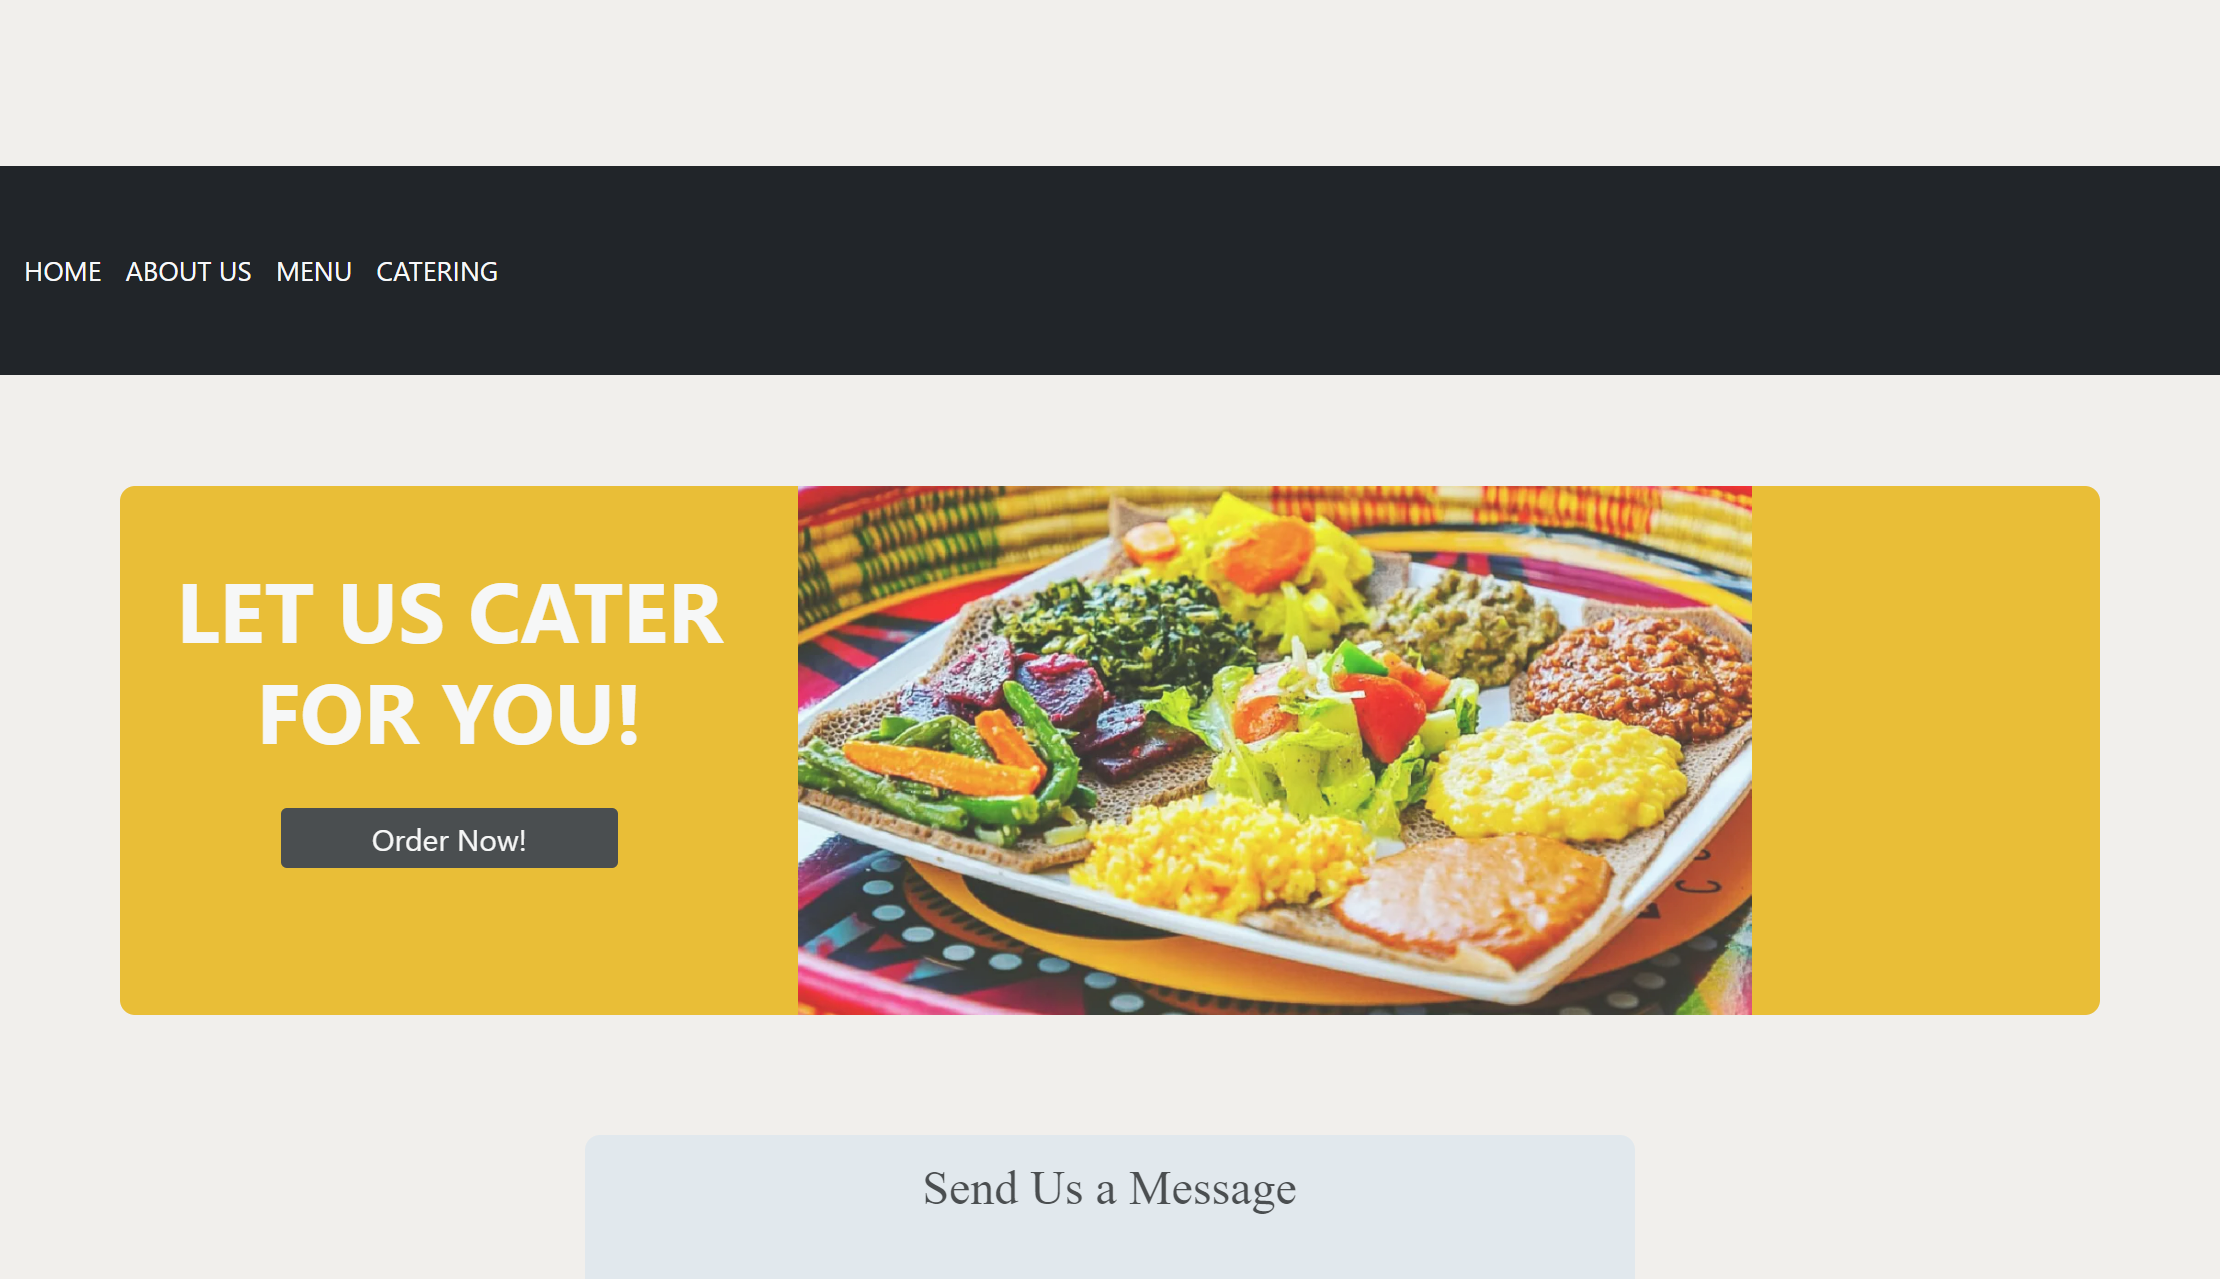 HOME ABOUT US MENU CATERING
LET US CATER
FOR YOU!
Order Now!
Send Us a Message